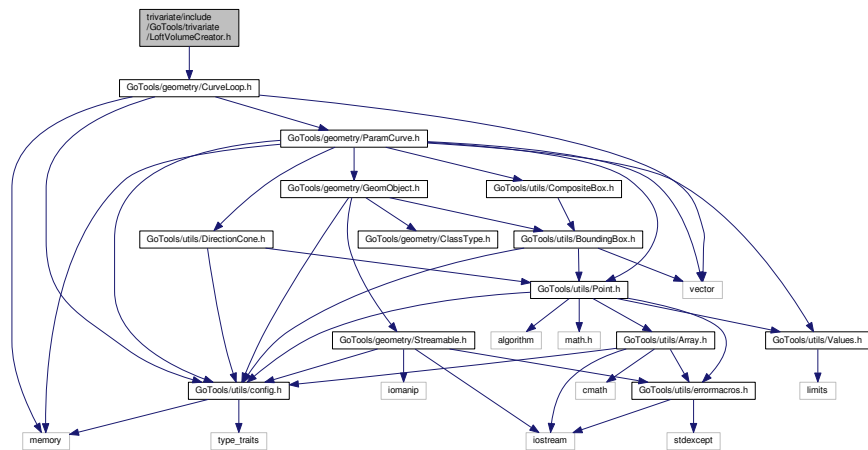 trivariate/include
/GoTools/trivariate
/LoftVolumeCreator.h
GoTools/geometry/CurveLoop.h
GoTools/geometry/ParamCurve.h
GoTools/geometry/GeomObject.h
GoTools/utils/CompositeBox.h
GoTools/utils/DirectionCone.h
GoTools/geometry/ClassType.h
GoTools/utils/BoundingBox.h
GoTools/utils/Point.h
vector
GoTools/geometry/Streamable.h
algorithm
math.h
GoTools/utils/Array.h
GoTools/utils/Values.h
GoTools/utils/config.h
iomanip
cmath
GoTools/utils/errormacros.h
limits
memory
type_traits
iostream
stdexcept